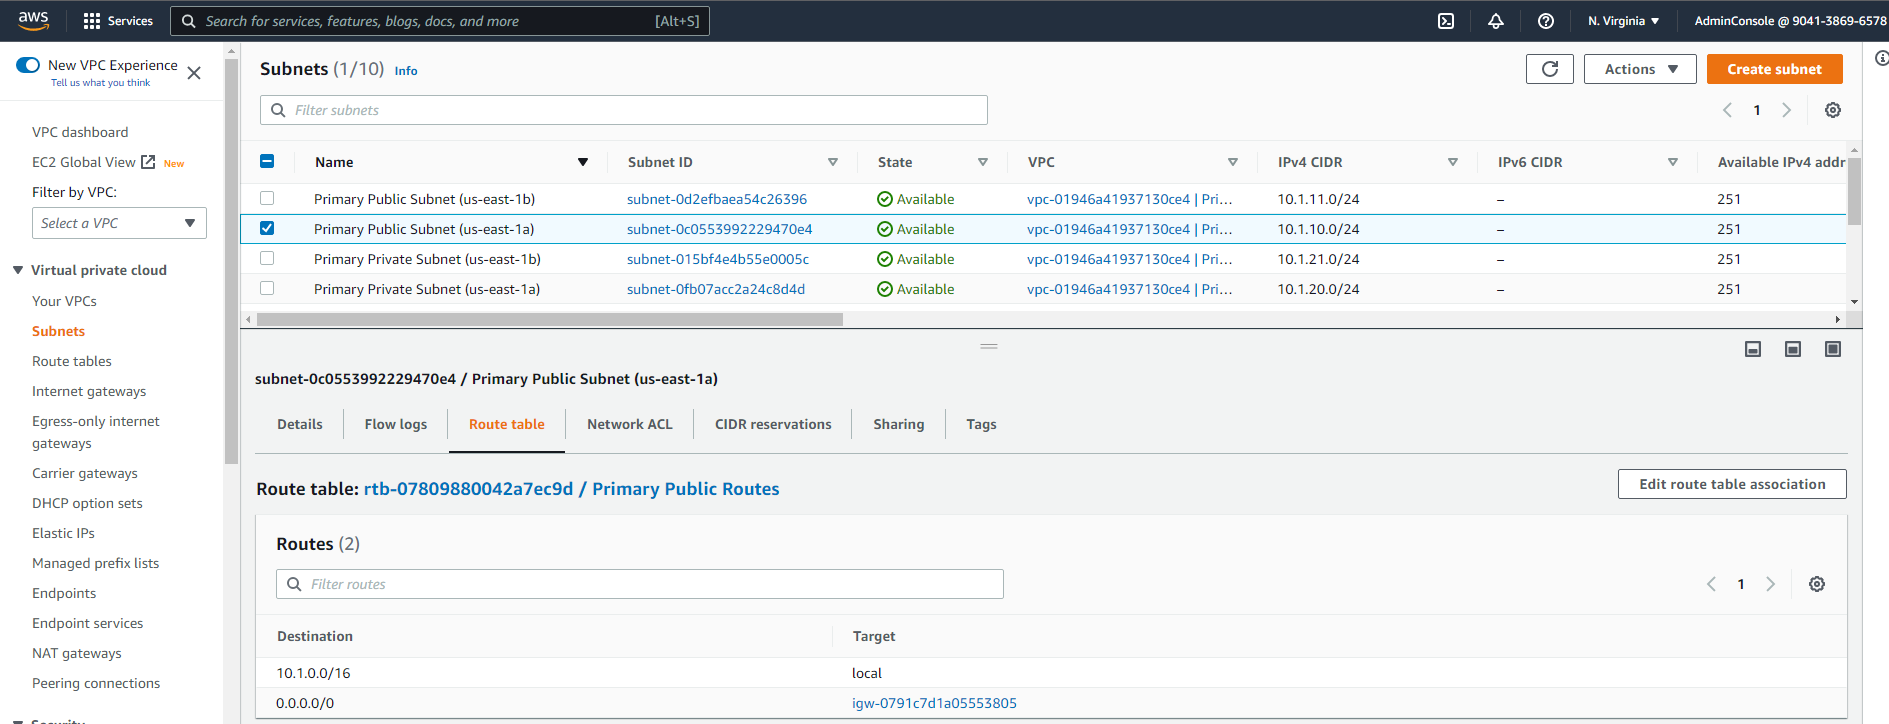 aws Services Search for services, features, blogs, docs, and more [Alt+S] N. Virginia AdminConsole @ 9041-3869-6578
New VPC Experience
Tell us what you think
VPC dashboard
EC2 Global View New
Filter by VPC:
Select a VPC
Virtual private cloud
Your VPCs
Subnets
Route tables
Internet gateways
Egress-only internet
gateways
Carrier gateways
DHCP option sets
Elastic IPs
Managed prefix lists
Endpoints
Endpoint services
NAT gateways
Peering connections
Security
Subnets (1/10) Info Actions Create subnet
Filter subnets 1
Name Subnet ID State VPC IPv4 CIDR IPv6 CIDR Available IPv4 addr
Primary Public Subnet (us-east-1b) subnet-0d2efbaea54c26396 Available vpc-01946a41937130ce4 | Pri... 10.1.11.0/24 – 251
Primary Public Subnet (us-east-1a) subnet-0c0553992229470e4 Available vpc-01946a41937130ce4 | Pri... 10.1.10.0/24 – 251
Primary Private Subnet (us-east-1b) subnet-015bf4e4b55e0005c Available vpc-01946a41937130ce4 | Pri... 10.1.21.0/24 – 251
Primary Private Subnet (us-east-1a) subnet-0fb07acc2a24c8d4d Available vpc-01946a41937130ce4 | Pri... 10.1.20.0/24 – 251
subnet-0c0553992229470e4 / Primary Public Subnet (us-east-1a)
Details Flow logs Route table Network ACL CIDR reservations Sharing Tags
Route table: rtb-07809880042a7ec9d / Primary Public Routes Edit route table association
Routes (2)
Filter routes 1
Destination Target
10.1.0.0/16 local
0.0.0.0/0 igw-0791c7d1a05553805